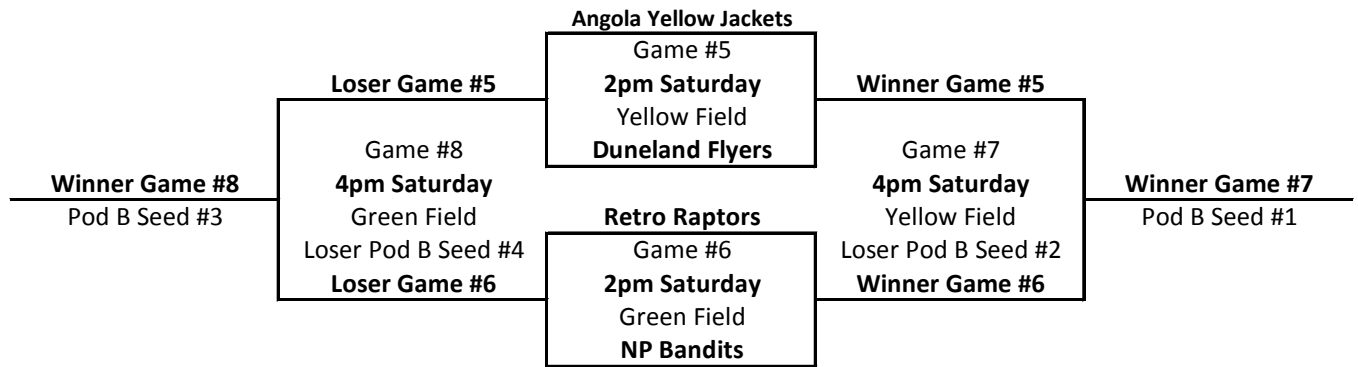 Angola Yellow Jackets
Game #5
Loser Game #5
2pm Saturday
Winner Game #5
Yellow Field
Game #8
Duneland Flyers
Game #7
Winner Game #8
4pm Saturday
4pm Saturday
Winner Game #7
Pod B Seed #3
Green Field
Retro Raptors
Yellow Field
Pod B Seed #1
Loser Pod B Seed #4
Game #6
Loser Pod B Seed #2
Loser Game #6
2pm Saturday
Winner Game #6
Green Field
NP Bandits